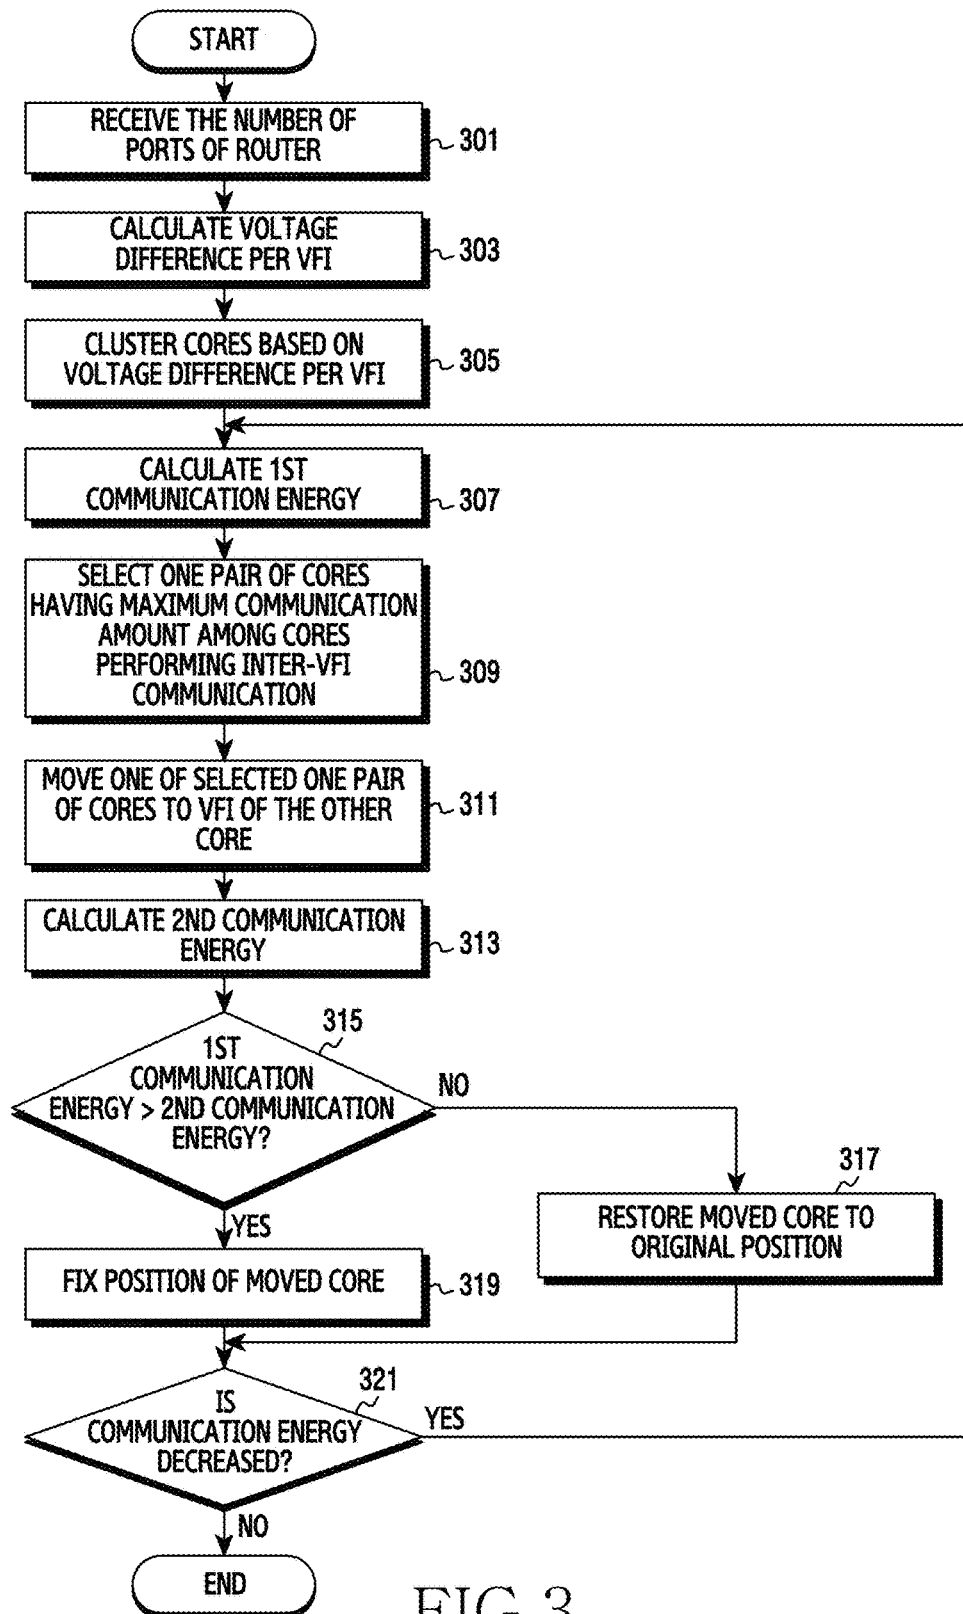 START
RECEIVE THE NUMBER OF
PORTS OF ROUTER
301
CALCULATE VOLTAGE
DIFFERENCE PER VFI
303
CLUSTER CORES BASED ON
VOLTAGE DIFFERENCE PER VFI
305
CALCULATE 1ST
COMMUNICATION ENERGY
307
SELECT ONE PAIR OF CORES
HAVING MAXIMUM COMMUNICATION
AMOUNT AMONG CORES
PERFORMING INTER-VFI
COMMUNICATION
309
MOVE ONE OF SELECTED ONE PAIR
OF CORES TO VFI OF THE OTHER
CORE
311
CALCULATE 2ND COMMUNICATION
ENERGY
313
315
1ST
COMMUNICATION
ENERGY > 2ND COMMUNICATION
ENERGY?
NO
317
RESTORE MOVED CORE TO
ORIGINAL POSITION
YES
FIX POSITION OF MOVED CORE
319
321
IS
COMMUNICATION ENERGY
DECREASED?
YES
NO
END
FIG.3